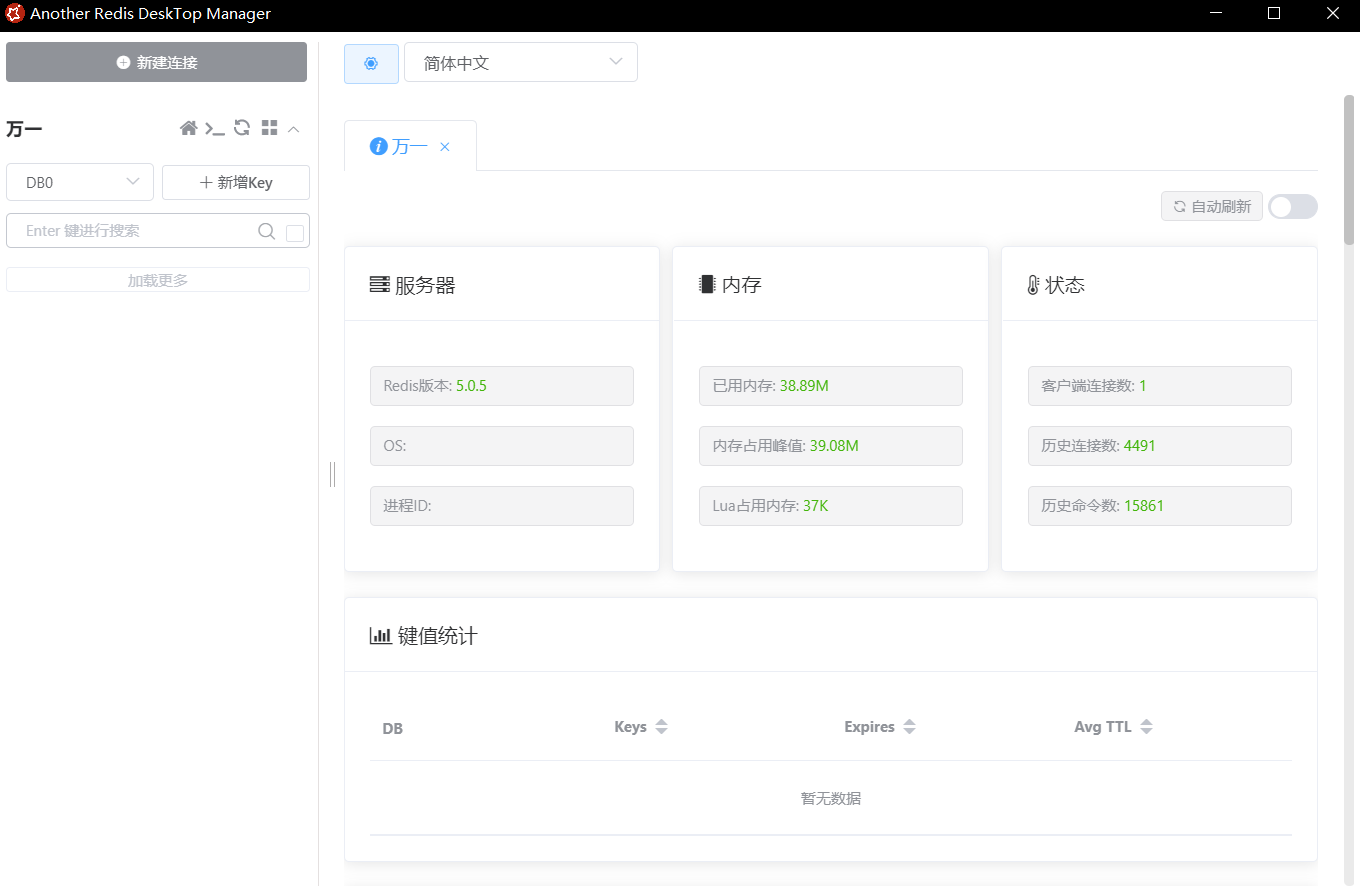 Another Redis DeskTop Manager
新建连接
简体中文
万一
万一
DB0
新增Key
Enter 键进行搜索
加载更多
自动刷新
服务器
Redis版本: 5.0.5
OS:
进程ID:
内存
已用内存: 38.89M
内存占用峰值: 39.08M
Lua占用内存: 37K
状态
客户端连接数: 1
历史连接数: 4491
历史命令数: 15861
键值统计
DB Keys Expires Avg TTL
暂无数据